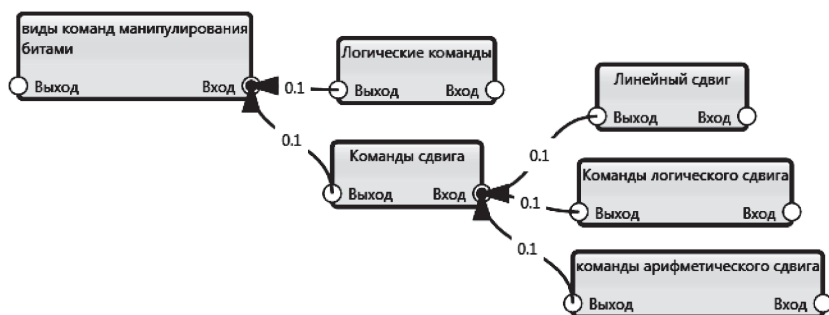 виды команд манипулирования
битами
Выход Вход
0.1
Логические команды
Выход Вход
0.1
Команды сдвига
Выход Вход
0.1
Линейный сдвиг
Выход Вход
0.1
Команды логического сдвига
Выход Вход
0.1
команды арифметического сдвига
Выход Вход